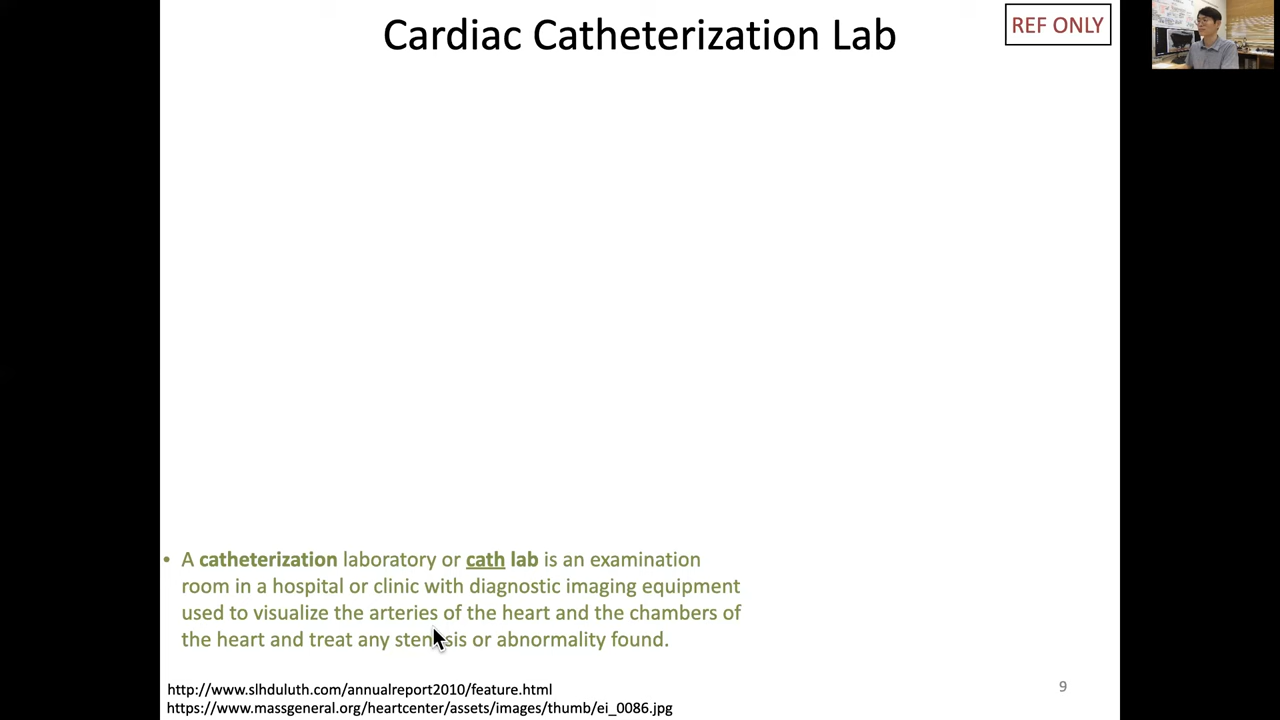 Cardiac Catheterization Lab
REF ONLY
• A catheterization laboratory or cath lab is an examination
room in a hospital or clinic with diagnostic imaging equipment
used to visualize the arteries of the heart and the chambers of
the heart and treat any stenosis or abnormality found.
http://www.slhduluth.com/annualreport2010/feature.html
https://www.massgeneral.org/heartcenter/assets/images/thumb/ei_0086.jpg
9